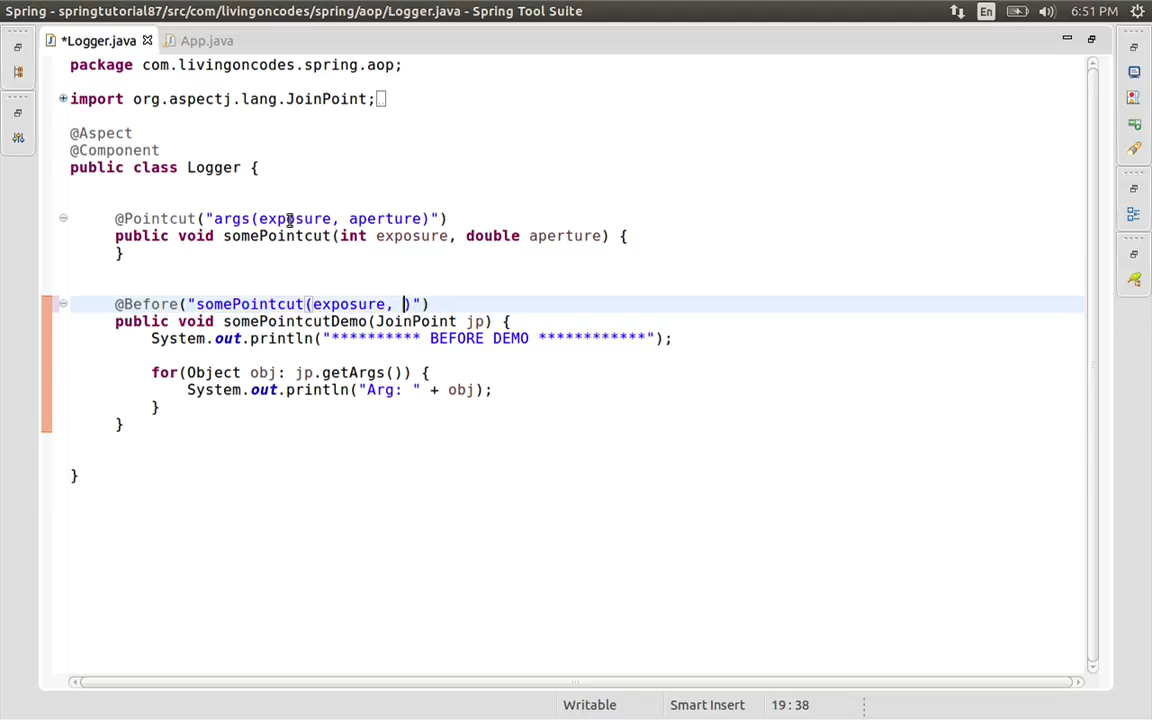 Spring - springtutorial87/src/com/livingoncodes/spring/aop/Logger.java - Spring Tool Suite
En
6:51 PM
*Logger.java
App.java
package com.livingoncodes.spring.aop;
import org.aspectj.lang.JoinPoint;
@Aspect
@Component
public class Logger {
@Pointcut("args(exposure, aperture)")
public void somePointcut(int exposure, double aperture) {
}
@Before("somePointcut(exposure, )")
public void somePointcutDemo(JoinPoint jp) {
System.out.println("********** BEFORE DEMO ************");
for(Object obj: jp.getArgs()) {
System.out.println("Arg: " + obj);
}
}
}
Writable
Smart Insert
19 : 38